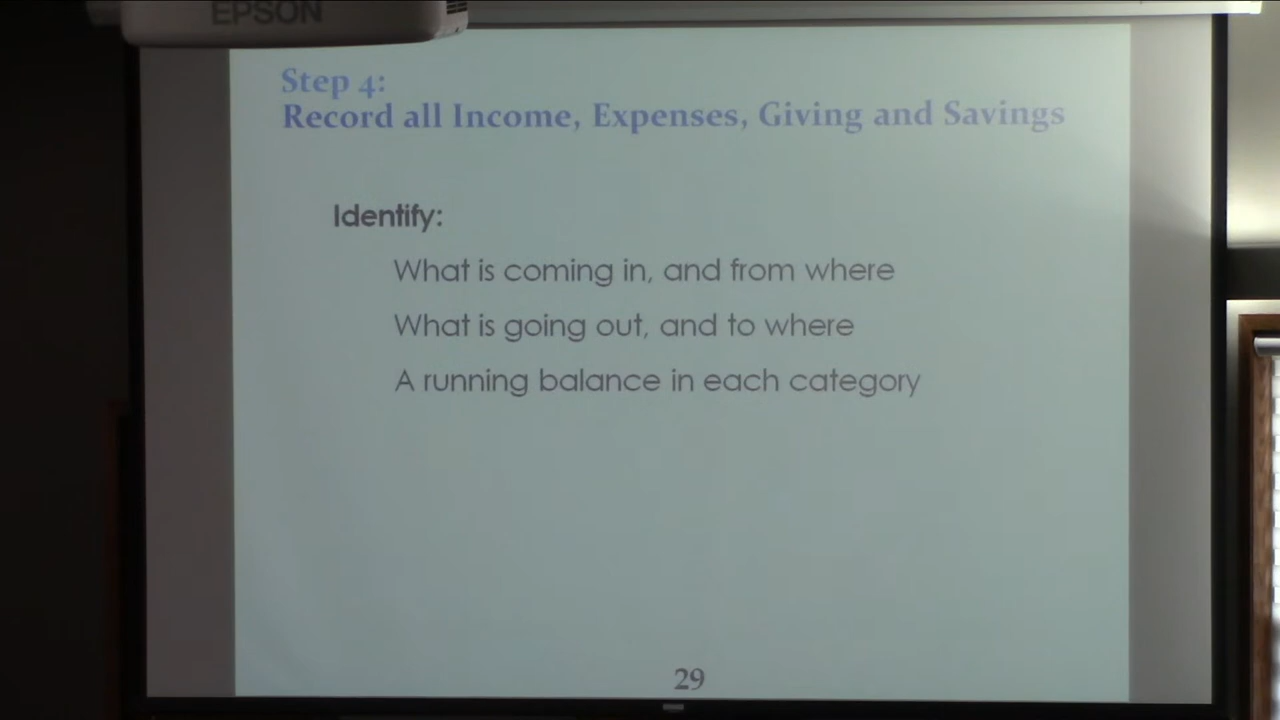 EPSON
Step 4:
Record all Income, Expenses, Giving and Savings
Identify:
What is coming in, and from where
What is going out, and to where
A running balance in each category
29